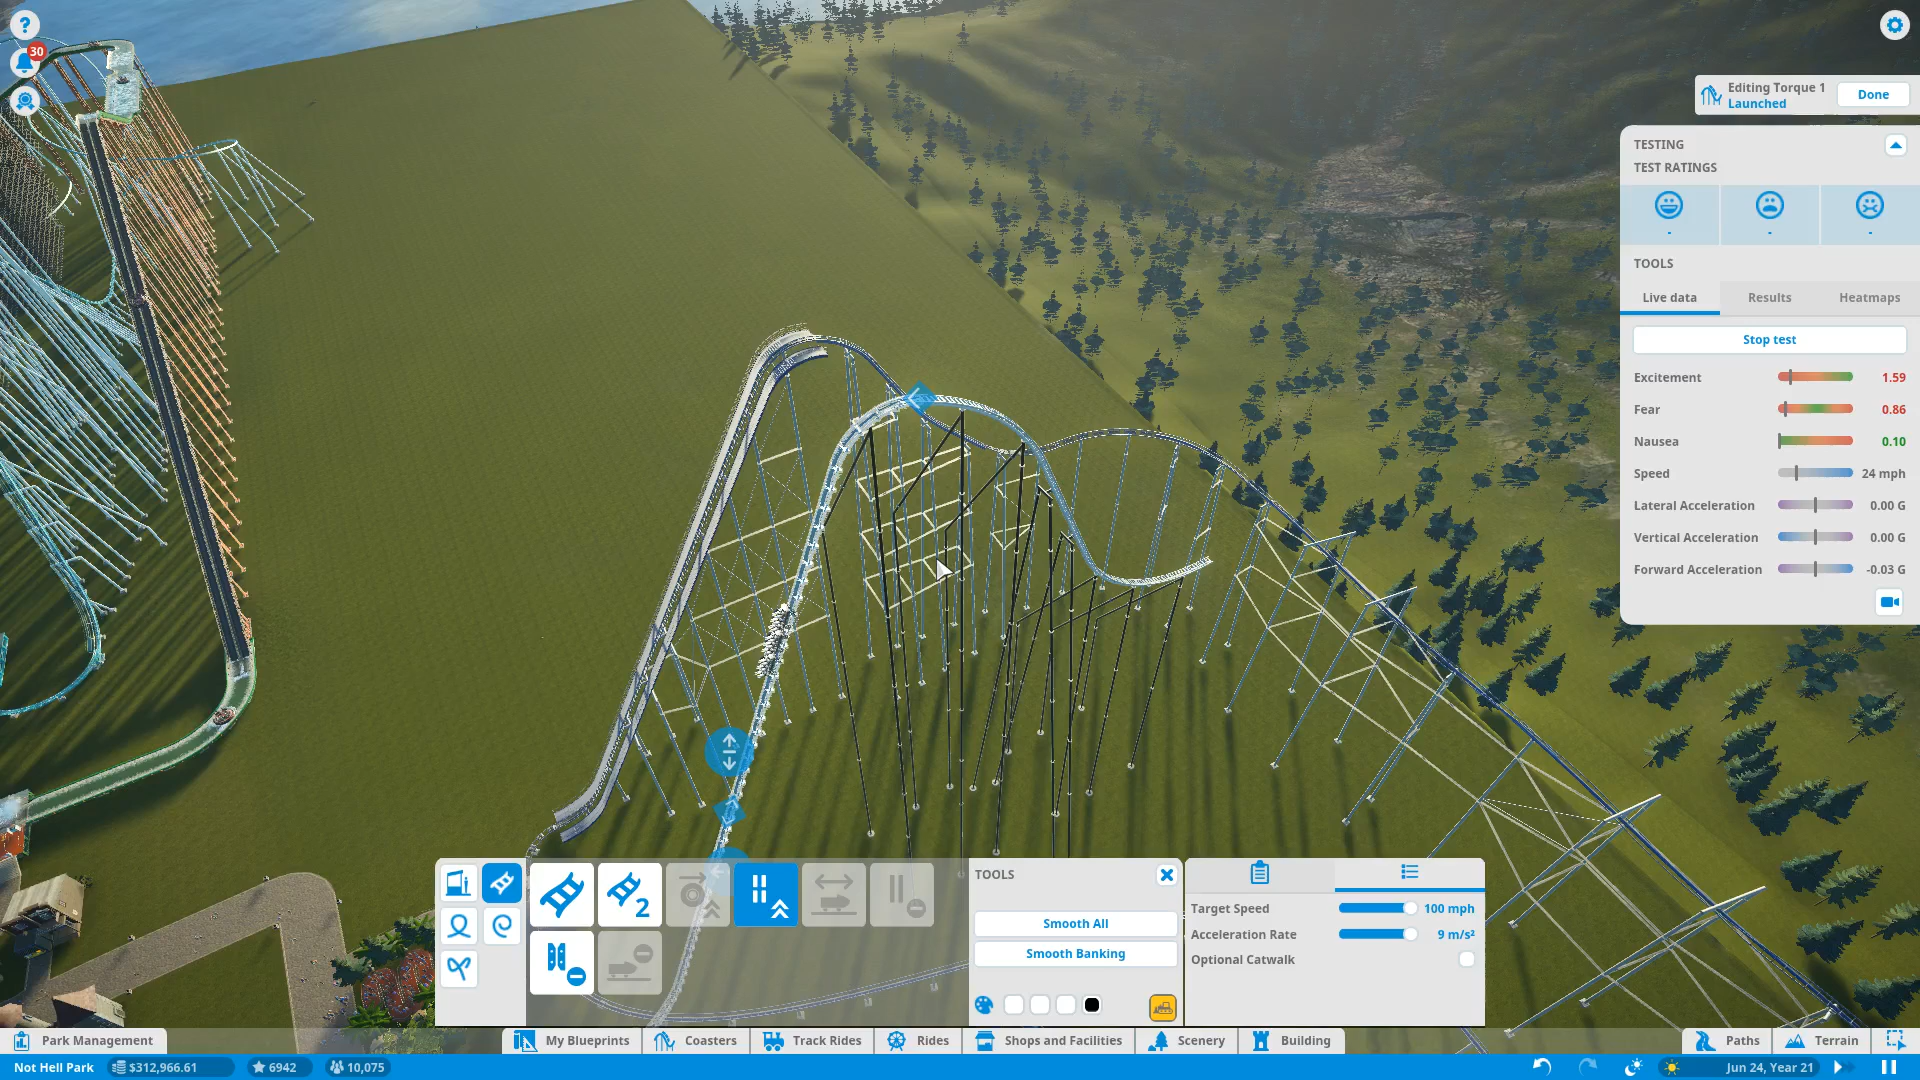 ?
30
Editing Torque 1
Launched
Done
TESTING
TEST RATINGS
- - -
TOOLS
Live data Results Heatmaps
Stop test
Excitement 1.59
Fear 0.86
Nausea 0.10
Speed 24 mph
Lateral Acceleration 0.00 G
Vertical Acceleration 0.00 G
Forward Acceleration -0.03 G
2
TOOLS
Smooth All
Smooth Banking
Target Speed 100 mph
Acceleration Rate 9 m/s²
Optional Catwalk
Park Management
My Blueprints
Coasters
Track Rides
Rides
Shops and Facilities
Scenery
Building
Paths
Terrain
Not Hell Park $312,966.61 6942 10,075
Jun 24, Year 21